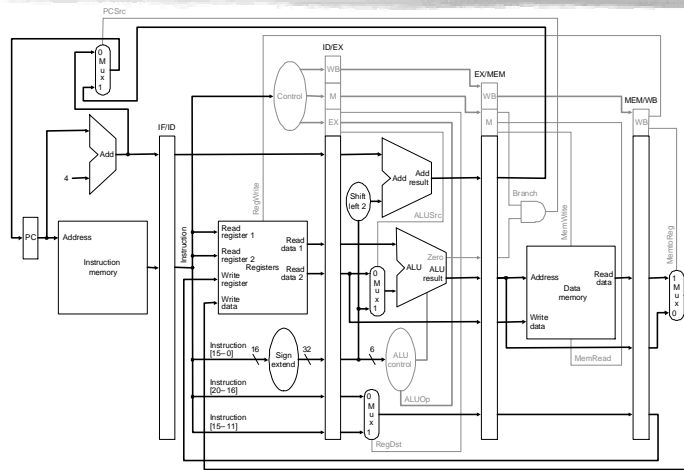 PCSrc
0
M
u
x
1
ID/EX
WB
EX/MEM
Control
M
WB
MEM/WB
EX
M
WB
IF/ID
Add
4
Add
Add
result
Shift
left 2
Branch
RegWrite
ALUSrc
MemWrite
MemtoReg
PC
Address
Instruction
memory
Instruction
Read
register 1
Read
register 2
Write
register
Write
data
Registers
Read
data 1
Read
data 2
0
M
u
x
1
Zero
ALU
ALU
result
Address
Write
data
Data
memory
Read
data
1
M
u
x
0
Instruction
[15–0]
16
Sign
extend
32
6
ALU
control
MemRead
Instruction
[20–16]
ALUOp
Instruction
[15–11]
0
M
u
x
1
RegDst